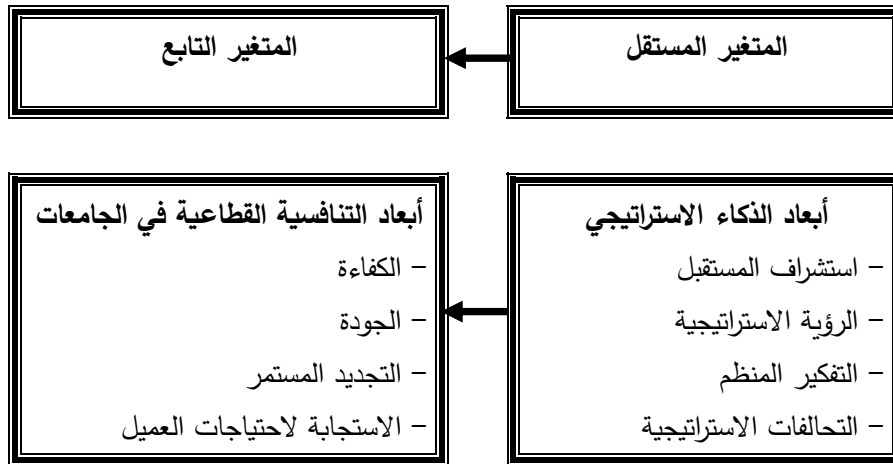 المتغير المستقل
المتغير التابع
أبعاد الذكاء الاستراتيجي
- استشراف المستقبل
- الرؤية الاستراتيجية
- التفكير المنظم
- التحالفات الاستراتيجية
أبعاد التنافسية القطاعية في الجامعات
- الكفاءة
- الجودة
- التجديد المستمر
- الاستجابة لاحتياجات العميل